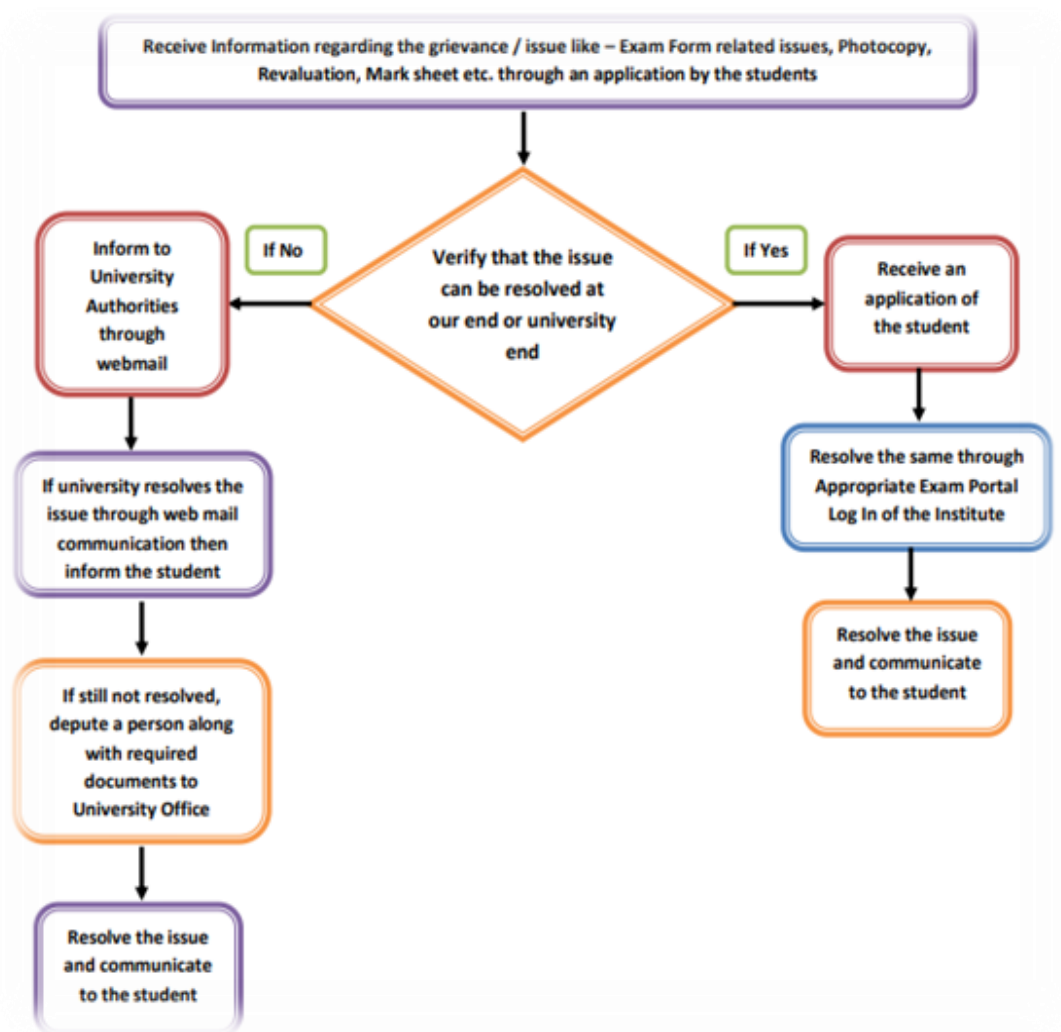 Receive Information regarding the grievance / issue like – Exam Form related issues, Photocopy,
Revaluation, Mark sheet etc. through an application by the students
If No
If Yes
Verify that the issue
can be resolved at
our end or university
end
Inform to
University
Authorities
through
webmail
If university resolves the
issue through web mail
communication then
inform the student
If still not resolved,
depute a person along
with required
documents to
University Office
Resolve the issue
and communicate
to the student
Receive an
application of
the student
Resolve the same through
Appropriate Exam Portal
Log In of the Institute
Resolve the issue
and communicate
to the student